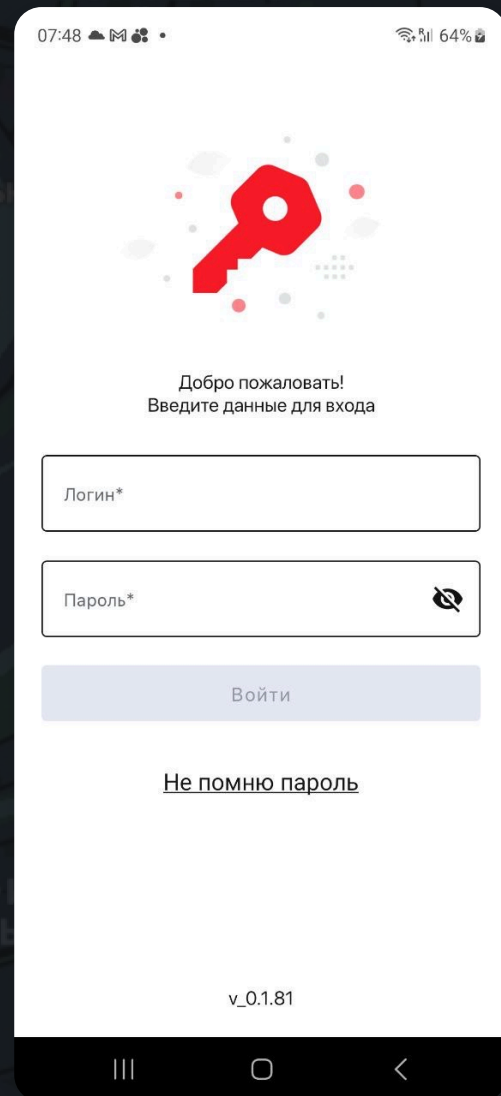 07:48
64%
Добро пожаловать!
Введите данные для входа
Логин*
Пароль*
Войти
Не помню пароль
v_0.1.81